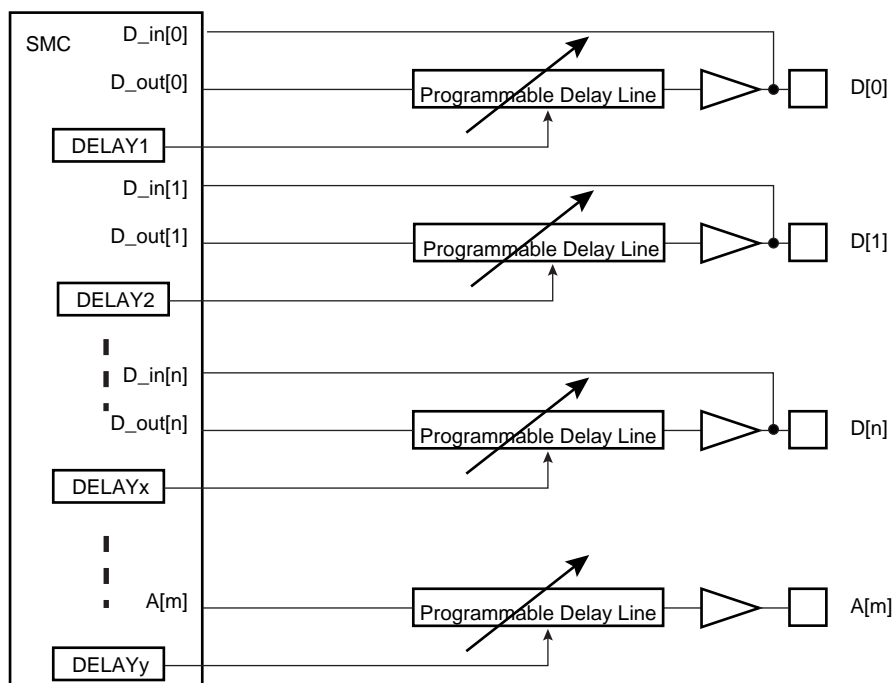 SMC
D_in[0]
D_out[0]
Programmable Delay Line
D[0]
DELAY1
D_in[1]
D_out[1]
Programmable Delay Line
D[1]
DELAY2
D_in[n]
D_out[n]
Programmable Delay Line
D[n]
DELAYx
A[m]
Programmable Delay Line
A[m]
DELAYy